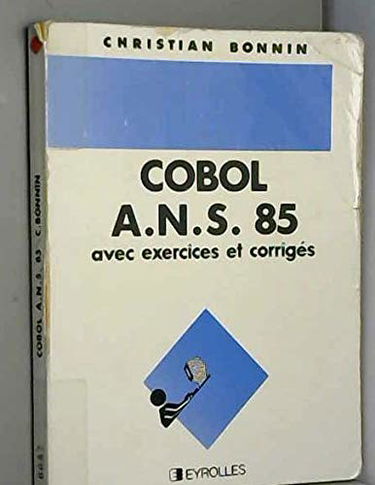 CHRISTIAN BONNIN
COBOL
A.N.S. 85
avec exercices et corrigés
EYROLLES
COBOL A.N.S. 85 C. BONNIN